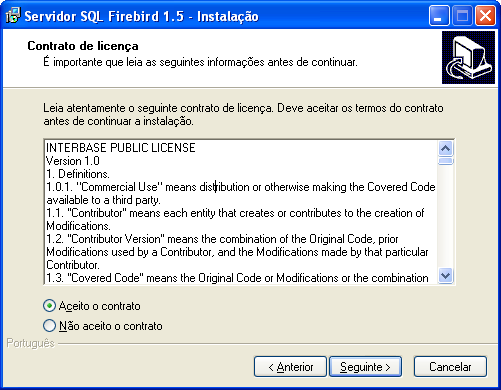 Servidor SQL Firebird 1.5 - Instalação
Contrato de licença
É importante que leia as seguintes informações antes de continuar.
Leia atentamente o seguinte contrato de licença. Deve aceitar os termos do contrato
antes de continuar a instalação.
INTERBASE PUBLIC LICENSE
Version 1.0
1. Definitions.
1.0.1. "Commercial Use" means distribution or otherwise making the Covered Code
available to a third party.
1.1. "Contributor" means each entity that creates or contributes to the creation of
Modifications.
1.2. "Contributor Version" means the combination of the Original Code, prior
Modifications used by a Contributor, and the Modifications made by that particular
Contributor.
1.3. "Covered Code" means the Original Code or Modifications or the combination
Aceito o contrato
Não aceito o contrato
Português
< Anterior
Seguinte >
Cancelar